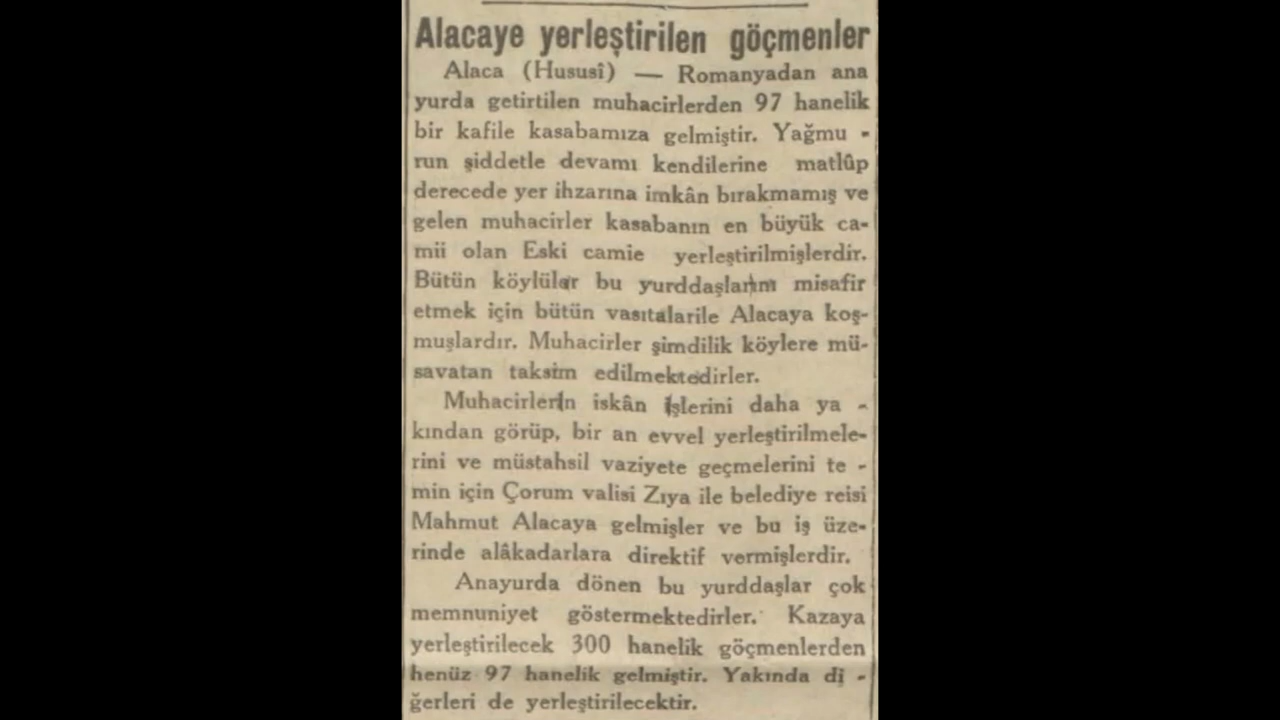 Alacaye yerleştirilen göçmenler
Alaca (Hususî) — Romanyadan ana
yurda getirtilen muhacirlerden 97 hanelik
bir kafile kasabamıza gelmiştir. Yağmu -
run şiddetle devamı kendilerine matlûp
derecede yer ihzarına imkân bırakmamış ve
gelen muhacirler kasabanın en büyük ca-
mii olan Eski camie yerleştirilmişlerdir.
Bütün köylüler bu yurddaşlarını misafir
etmek için bütün vasıtalarile Alacaya koş-
muşlardır. Muhacirler şimdilik köylere mü-
savatan taksim edilmektedirler.
Muhacirlerin iskân işlerini daha ya -
kından görüp, bir an evvel yerleştirilmele-
rini ve müstahsil vaziyete geçmelerini te -
min için Çorum valisi Zıya ile belediye reisi
Mahmut Alacaya gelmişler ve bu iş üze-
rinde alâkadarlara direktif vermişlerdir.
Anayurda dönen bu yurddaşlar çok
memnuniyet göstermektedirler. Kazaya
yerleştirilecek 300 hanelik göçmenlerden
henüz 97 hanelik gelmiştir. Yakında di -
ğerleri de yerleştirilecektir.